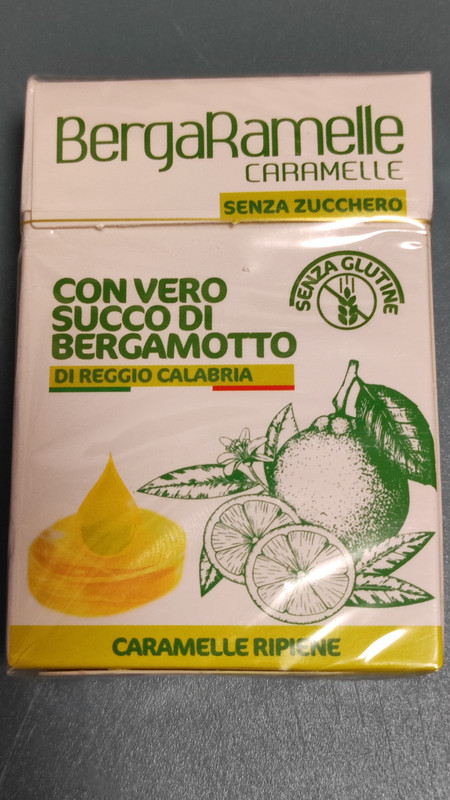 BergaRamelle
CARAMELLE
SENZA ZUCCHERO
SENZA GLUTINE
CON VERO
SUCCO DI
BERGAMOTTO
DI REGGIO CALABRIA
CARAMELLE RIPIENE